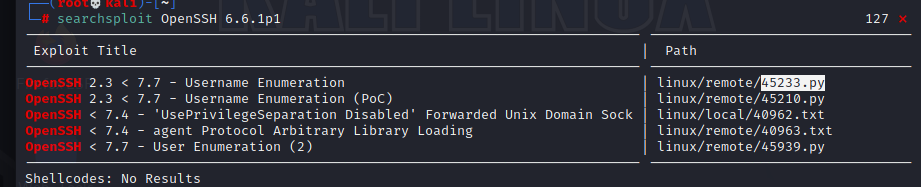 (root💀kali)-[~]
# searchsploit OpenSSH 6.6.1p1 127 ⨯
Exploit Title | Path
OpenSSH 2.3 < 7.7 - Username Enumeration | linux/remote/45233.py
OpenSSH 2.3 < 7.7 - Username Enumeration (PoC) | linux/remote/45210.py
OpenSSH < 7.4 - 'UsePrivilegeSeparation Disabled' Forwarded Unix Domain Sock | linux/local/40962.txt
OpenSSH < 7.4 - agent Protocol Arbitrary Library Loading | linux/remote/40963.txt
OpenSSH < 7.7 - User Enumeration (2) | linux/remote/45939.py
Shellcodes: No Results